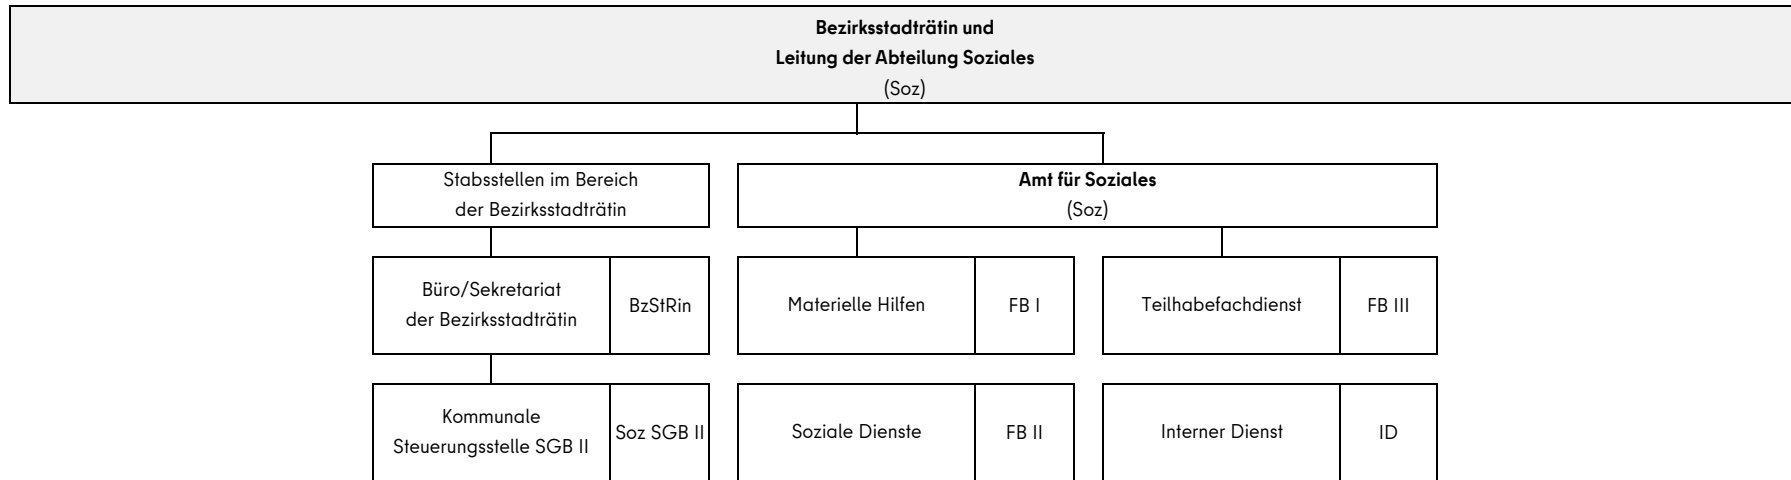 Bezirksstadträtin und
Leitung der Abteilung Soziales
(Soz)
Stabsstellen im Bereich
der Bezirksstadträtin
Amt für Soziales
(Soz)
Büro/Sekretariat
der Bezirksstadträtin
BzStRin
Materielle Hilfen
FB I
Teilhabefachdienst
FB III
Kommunale
Steuerungsstelle SGB II
Soz SGB II
Soziale Dienste
FB II
Interner Dienst
ID